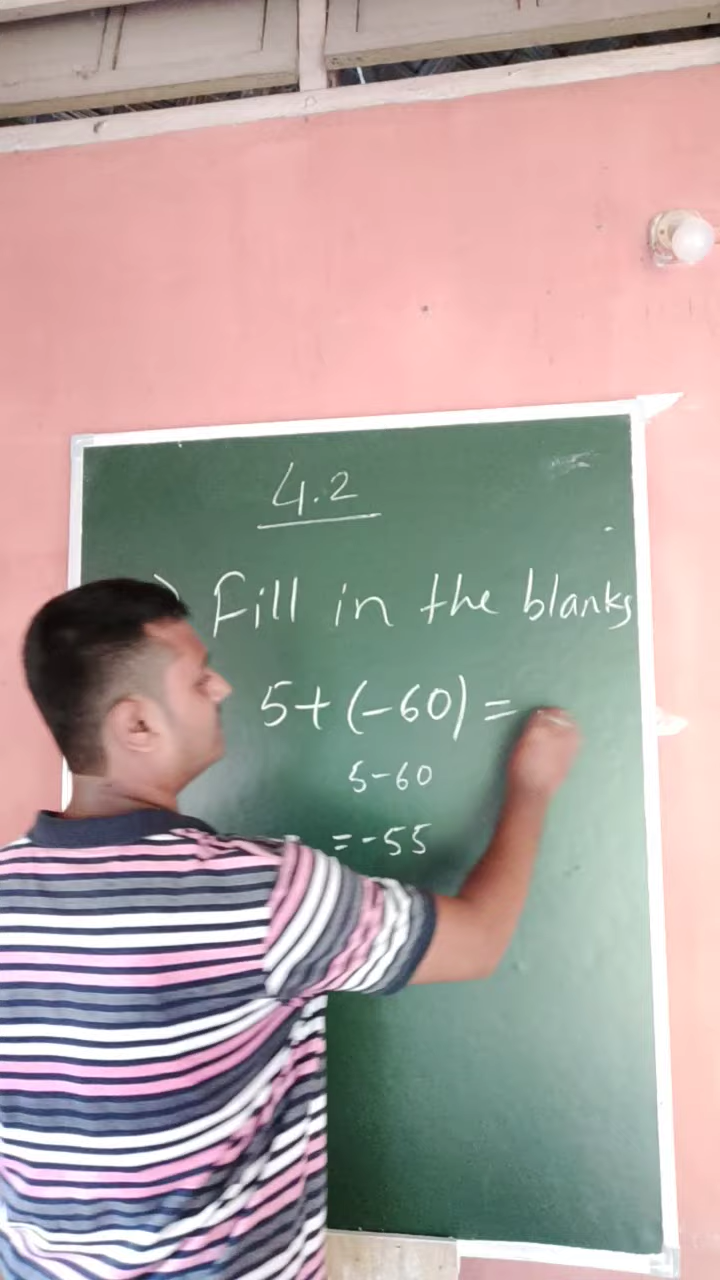 4.2
) Fill in the blanks
5+(-60)=
5-60
=-55